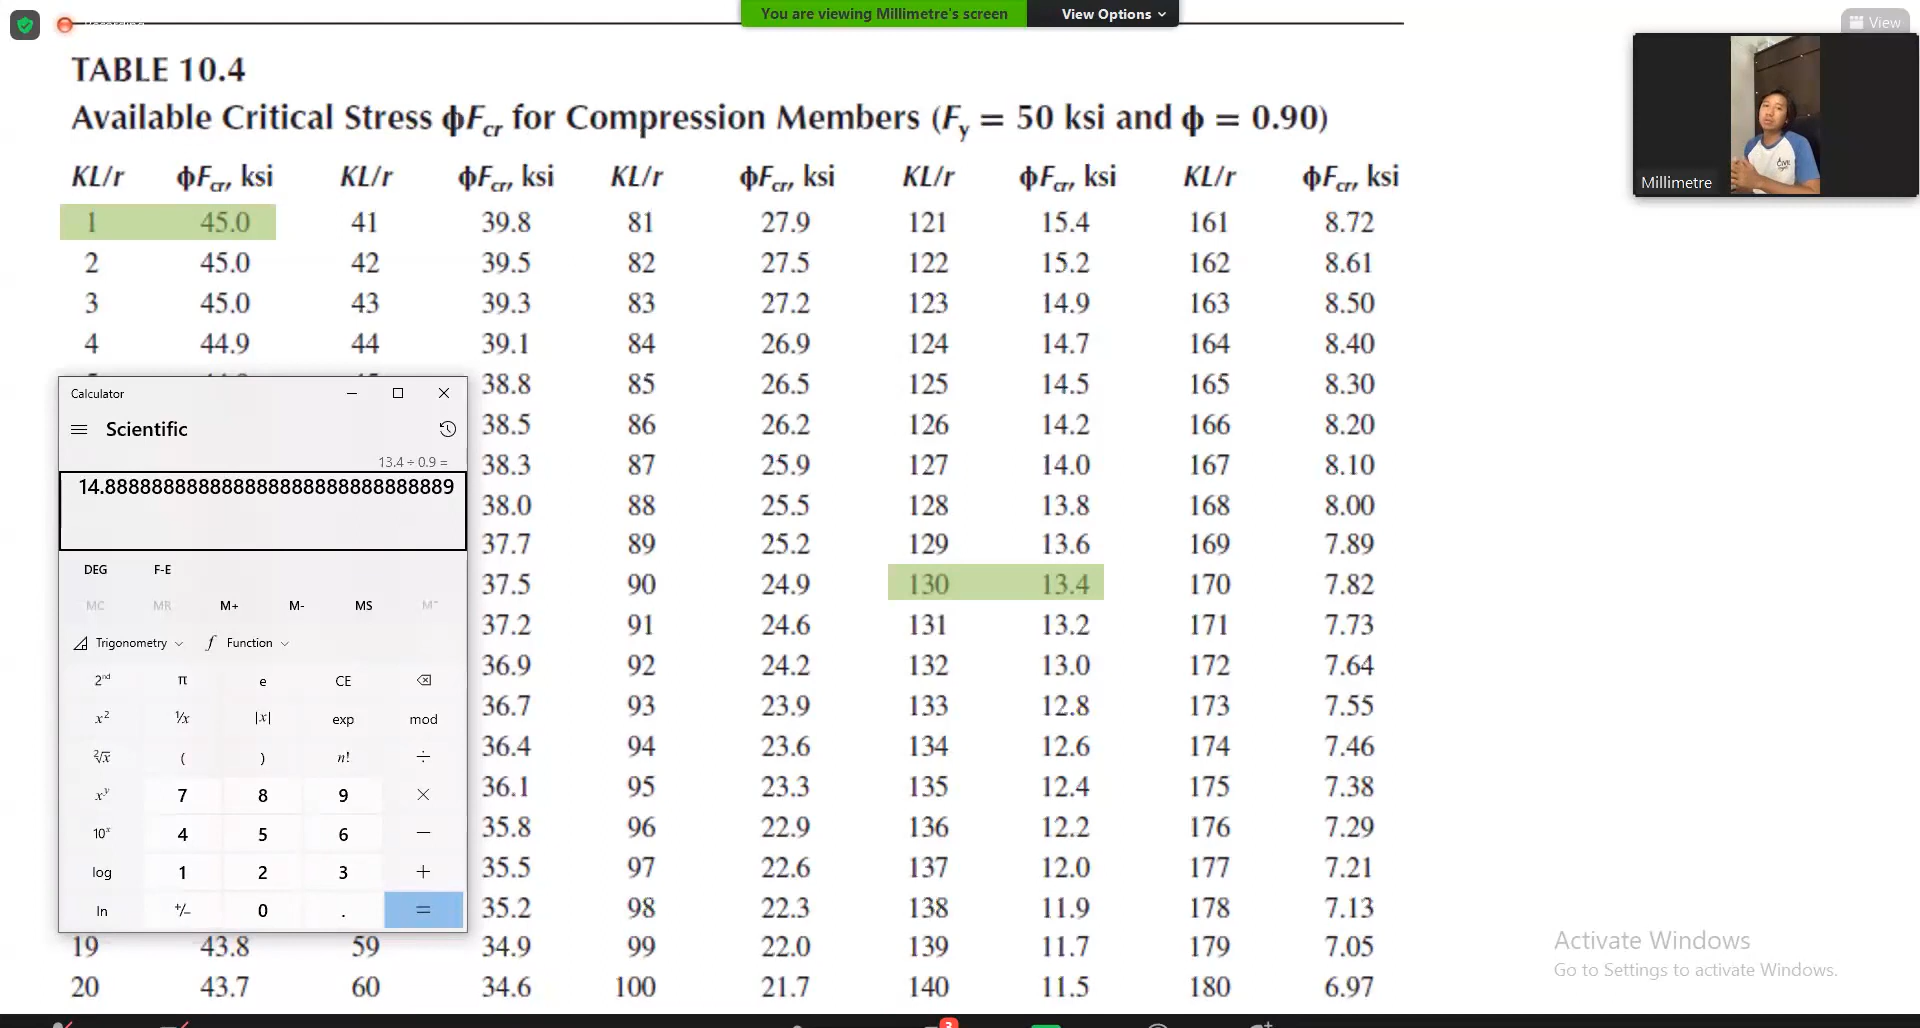 You are viewing Millimetre's screen
View Options
View
Millimetre
TABLE 10.4
Available Critical Stress ϕFcr for Compression Members (Fy = 50 ksi and ϕ = 0.90)
KL/r ϕFcr, ksi KL/r ϕFcr, ksi KL/r ϕFcr, ksi KL/r ϕFcr, ksi KL/r ϕFcr, ksi
1 45.0 41 39.8 81 27.9 121 15.4 161 8.72
2 45.0 42 39.5 82 27.5 122 15.2 162 8.61
3 45.0 43 39.3 83 27.2 123 14.9 163 8.50
4 44.9 44 39.1 84 26.9 124 14.7 164 8.40
38.8 85 26.5 125 14.5 165 8.30
38.5 86 26.2 126 14.2 166 8.20
38.3 87 25.9 127 14.0 167 8.10
38.0 88 25.5 128 13.8 168 8.00
37.7 89 25.2 129 13.6 169 7.89
37.5 90 24.9 130 13.4 170 7.82
37.2 91 24.6 131 13.2 171 7.73
36.9 92 24.2 132 13.0 172 7.64
36.7 93 23.9 133 12.8 173 7.55
36.4 94 23.6 134 12.6 174 7.46
36.1 95 23.3 135 12.4 175 7.38
35.8 96 22.9 136 12.2 176 7.29
35.5 97 22.6 137 12.0 177 7.21
35.2 98 22.3 138 11.9 178 7.13
19 43.8 59 34.9 99 22.0 139 11.7 179 7.05
20 43.7 60 34.6 100 21.7 140 11.5 180 6.97
Calculator
Scientific
13.4 ÷ 0.9 =
14.888888888888888888888888888889
DEG F-E
MC MR M+ M- MS M˅
Trigonometry Function
2nd π e CE
x² ¹/x |x| exp mod
²√x ( ) n! ÷
xʸ 7 8 9 ×
10ˣ 4 5 6 −
log 1 2 3 +
ln +/− 0 . =
Activate Windows
Go to Settings to activate Windows.
3